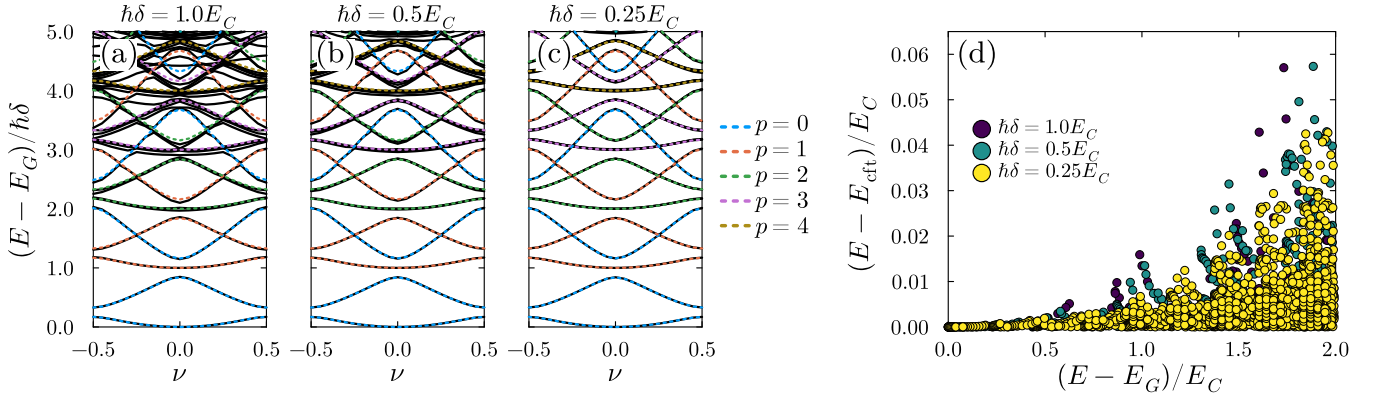 ħδ = 1.0E_C
ħδ = 0.5E_C
ħδ = 0.25E_C
(a)
(b)
(c)
(d)
(E − E_G)/ħδ
5.0
4.0
3.0
2.0
1.0
0.0
−0.5
0.0
0.5
ν
−0.5
0.0
0.5
ν
−0.5
0.0
0.5
ν
p = 0
p = 1
p = 2
p = 3
p = 4
(E − E_cft)/E_C
0.06
0.05
0.04
0.03
0.02
0.01
0.00
ħδ = 1.0E_C
ħδ = 0.5E_C
ħδ = 0.25E_C
0.0
0.5
1.0
1.5
2.0
(E − E_G)/E_C